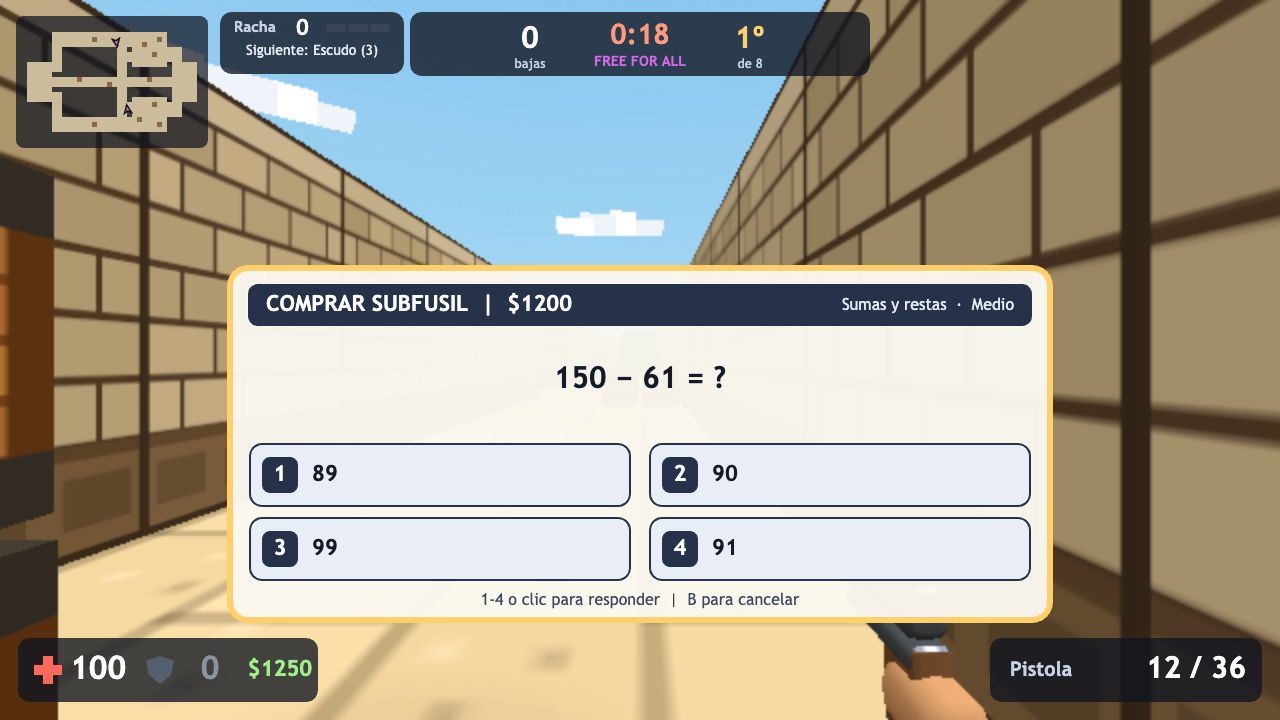 Racha 0
Siguiente: Escudo (3)
0
bajas
0:18
FREE FOR ALL
1º
de 8
COMPRAR SUBFUSIL | $1200
Sumas y restas · Medio
150 − 61 = ?
1 89
2 90
3 99
4 91
1-4 o clic para responder | B para cancelar
100 0 $1250
Pistola 12 / 36